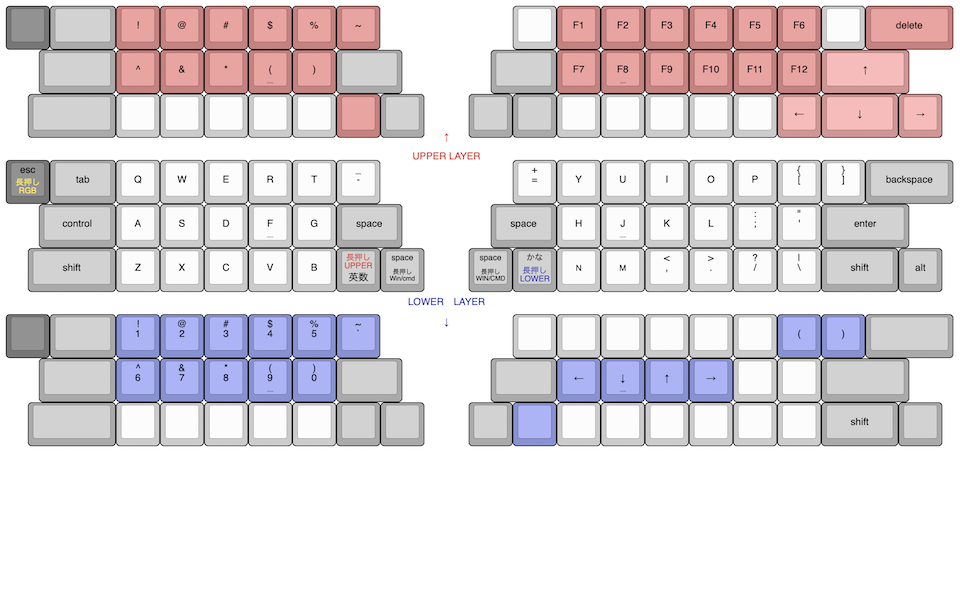 ! @ # $ % ~ F1 F2 F3 F4 F5 F6 delete
^ & * ( _ ) F7 F8 _ F9 F10 F11 F12 ↑
← ↓ →
↑
UPPER LAYER
esc 長押し RGB tab Q W E R T _ - + = Y U I O P { [ } ] backspace
control A S D F _ G space space H J _ K L : ; " ' enter
shift Z X C V B 長押し UPPER 英数 space 長押し Win/cmd space 長押し WIN/CMD かな 長押し LOWER N M < , > . ? / | \ shift alt
LOWER LAYER
↓
! 1 @ 2 # 3 $ 4 % 5 ~ ` ( )
^ 6 & 7 * 8 ( 9 _ ) 0 ← ↓ _ ↑ →
shift